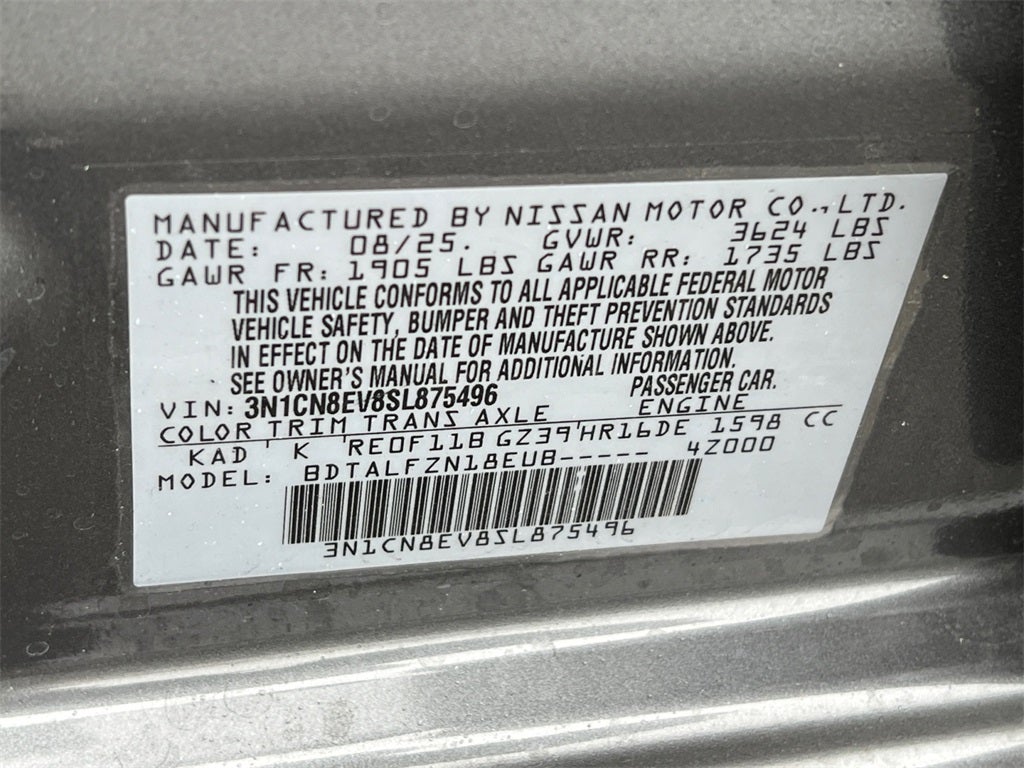 MANUFACTURED BY NISSAN MOTOR CO.,LTD.
DATE: 08/25. GVWR: 3624 LBS
GAWR FR: 1905 LBS GAWR RR: 1735 LBS
THIS VEHICLE CONFORMS TO ALL APPLICABLE FEDERAL MOTOR
VEHICLE SAFETY, BUMPER AND THEFT PREVENTION STANDARDS
IN EFFECT ON THE DATE OF MANUFACTURE SHOWN ABOVE.
SEE OWNER'S MANUAL FOR ADDITIONAL INFORMATION.
VIN: 3N1CN8EV8SL875496 PASSENGER CAR.
COLOR TRIM TRANS AXLE ENGINE
KAD K RE0F11B GZ39 HR16DE 1598 CC
MODEL: BDTALFZN18EUB----- 4Z000
3N1CN8EV8SL875496